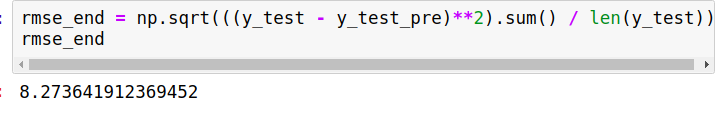 rmse_end = np.sqrt(((y_test - y_test_pre)**2).sum() / len(y_test))
rmse_end
8.273641912369452